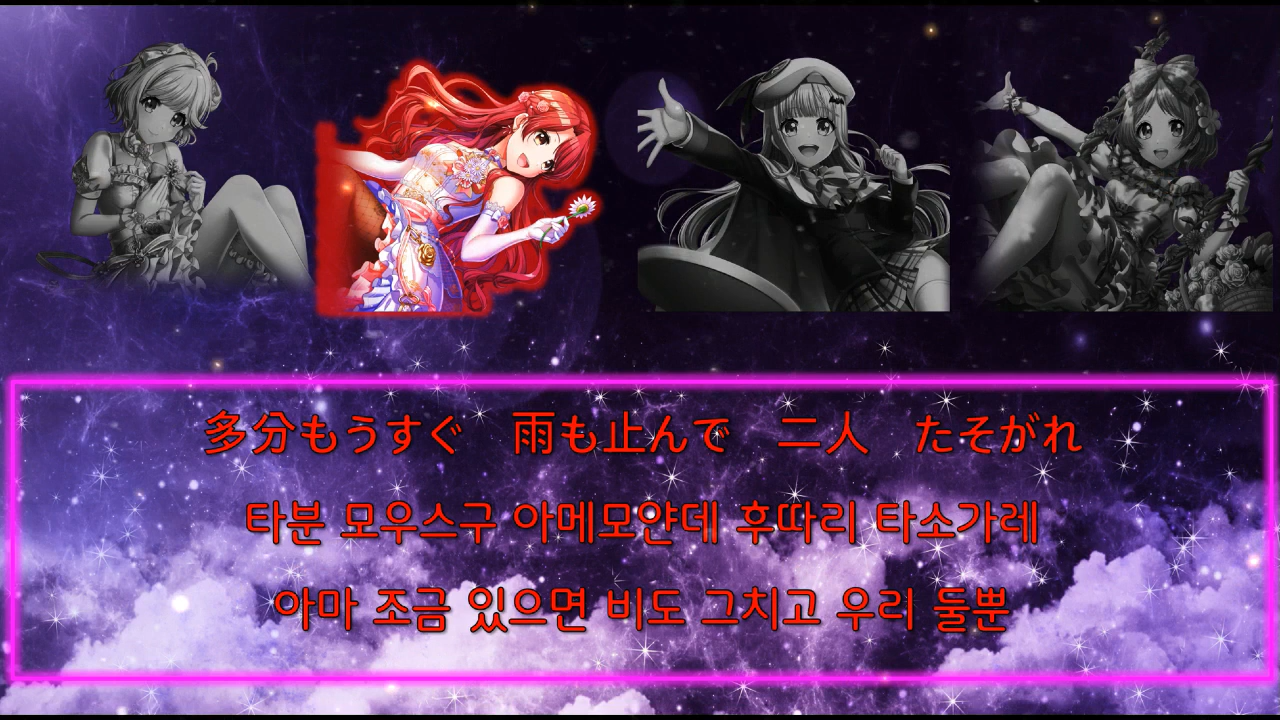 多分もうすぐ　雨も止んで　二人　たそがれ
타분 모우스구 아메모얀데 후따리 타소가레
아마 조금 있으면 비도 그치고 우리 둘뿐